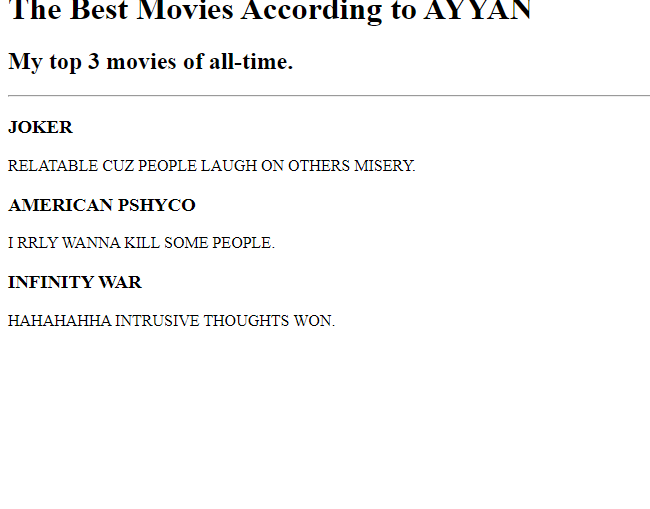 The Best Movies According to AYYAN
My top 3 movies of all-time.
JOKER
RELATABLE CUZ PEOPLE LAUGH ON OTHERS MISERY.
AMERICAN PSHYCO
I RRLY WANNA KILL SOME PEOPLE.
INFINITY WAR
HAHAHAHHA INTRUSIVE THOUGHTS WON.